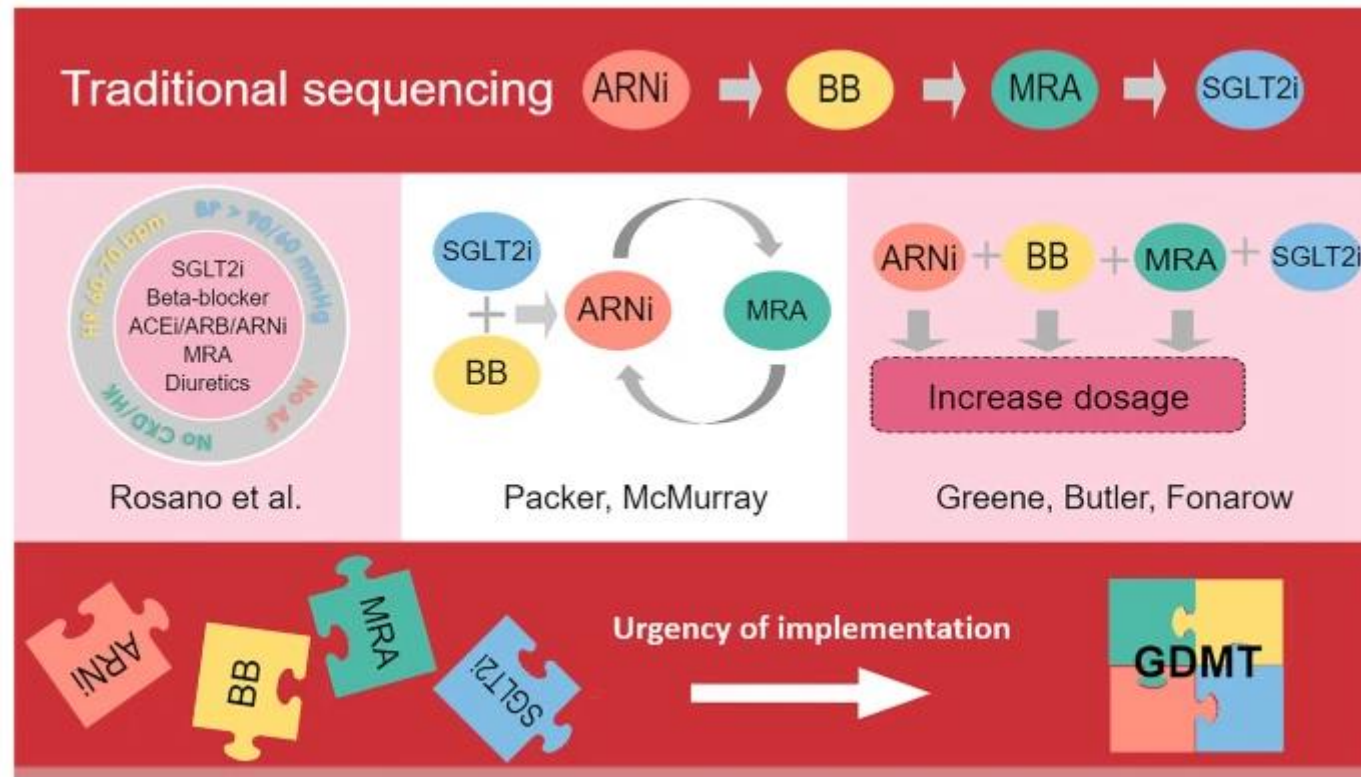 Traditional sequencing ARNi BB MRA SGLT2i
HR 60-70 bpm
BP > 90/60 mmHg
No AF
No CKD/HK
SGLT2i
Beta-blocker
ACEi/ARB/ARNi
MRA
Diuretics
Rosano et al.
SGLT2i
+
BB
ARNi
MRA
Packer, McMurray
ARNi + BB + MRA + SGLT2i
Increase dosage
Greene, Butler, Fonarow
ARNi
BB
MRA
SGLT2i
Urgency of implementation
GDMT